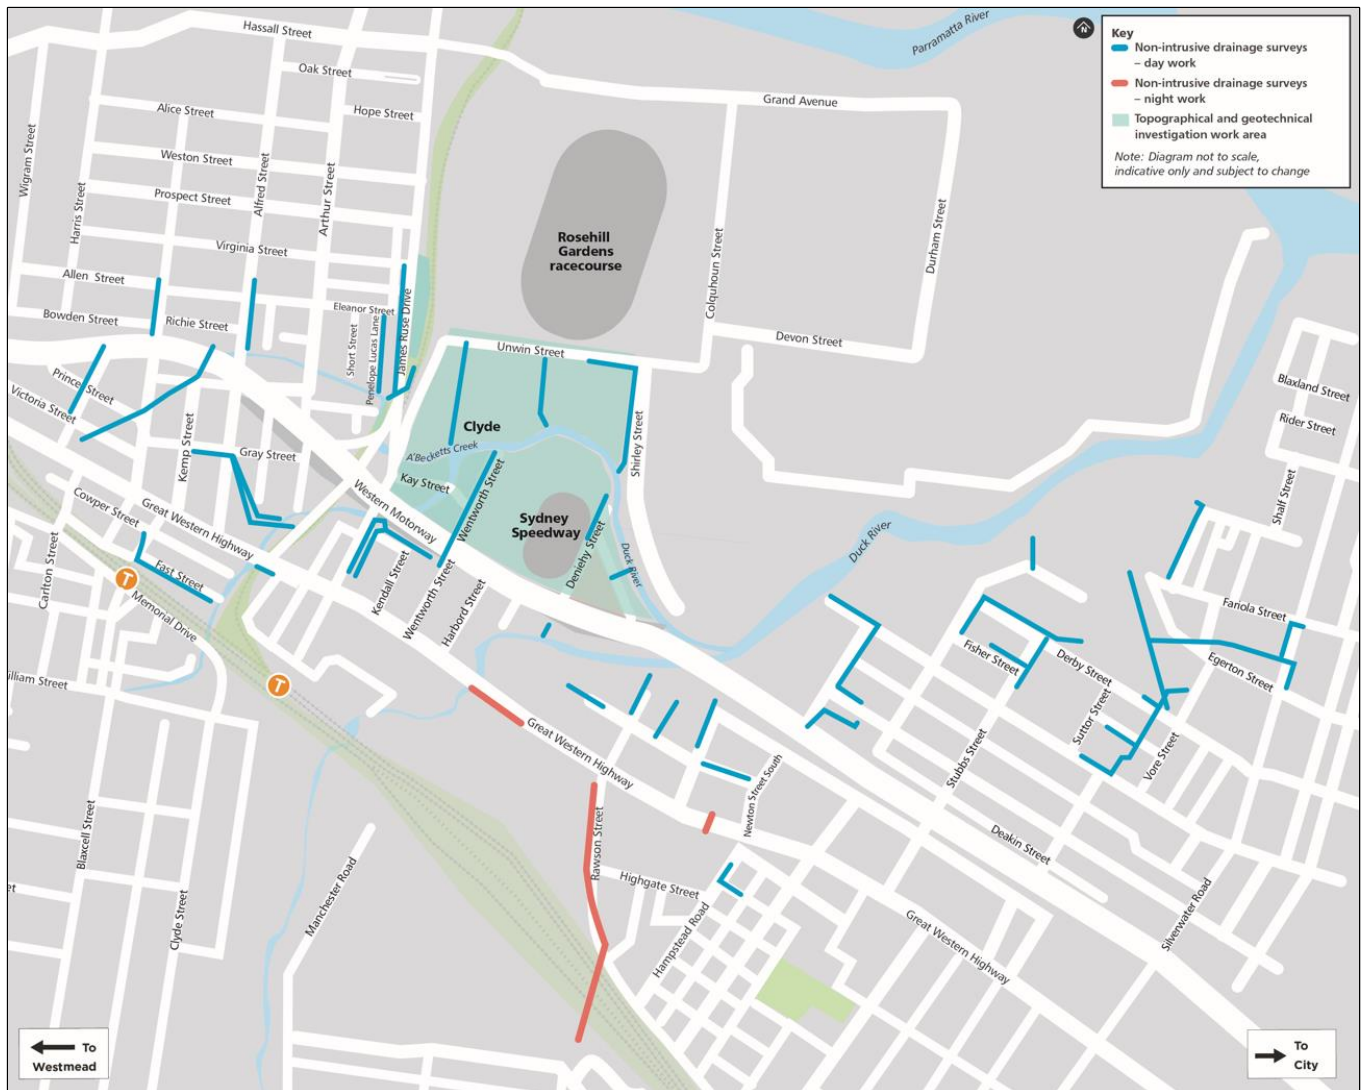 Hassall Street
Parramatta River
N
Key
Non-intrusive drainage surveys
– day work
Non-intrusive drainage surveys
– night work
Topographical and geotechnical
investigation work area
Note: Diagram not to scale,
indicative only and subject to change
Oak Street
Alice Street
Hope Street
Grand Avenue
Wigram Street
Weston Street
Harris Street
Alfred Street
Arthur Street
Prospect Street
Virginia Street
Rosehill
Gardens
racecourse
Colquhoun Street
Durham Street
Allen Street
Eleanor Street
Bowden Street
Richie Street
Short Street
Penelope Lucas Lane
James Ruse Drive
Unwin Street
Devon Street
Princes Street
Victoria Street
Blaxland Street
Rider Street
Kemp Street
Gray Street
Clyde
A'Becketts Creek
Kay Street
Shirley Street
Shalf Street
Western Motorway
Wentworth Street
Cowper Street
Great Western Highway
Sydney
Speedway
Deniehy Street
Duck River
Duck River
Carlton Street
East Street
T
Memorial Drive
Kendall Street
Wentworth Street
Harbord Street
Fariola Street
Fisher Street
Derby Street
Egerton Street
illiam Street
T
Suttor Street
Great Western Highway
Stubbs Street
Vore Street
Newton Street South
Blaxcell Street
Rawson Street
Deakin Street
et
Clyde Street
Manchester Road
Highgate Street
Hampstead Road
Great Western Highway
Silverwater Road
To
Westmead
To
City